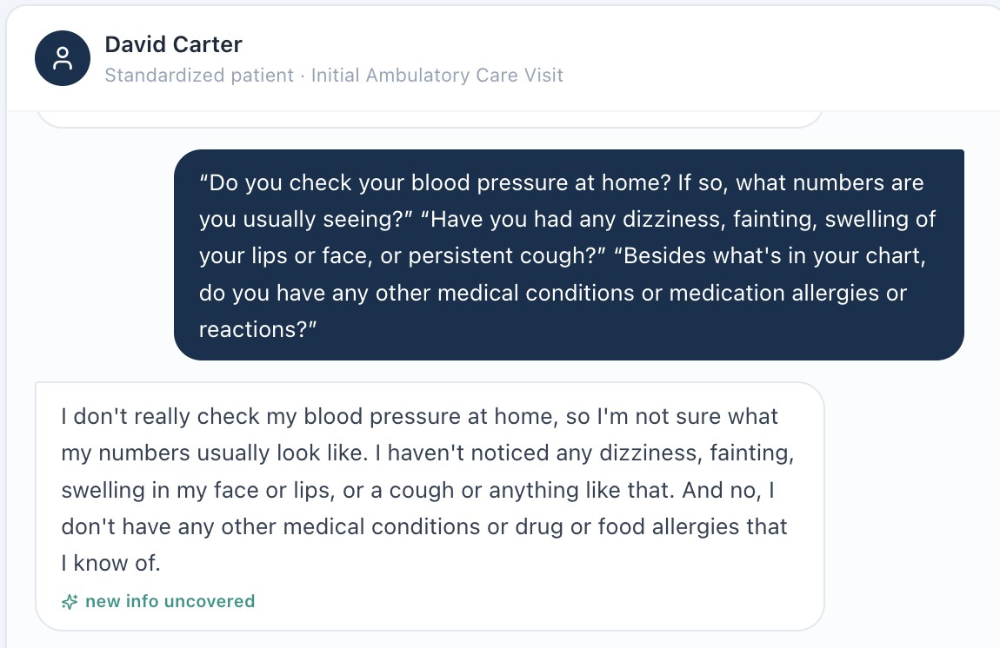 David Carter
Standardized patient · Initial Ambulatory Care Visit
“Do you check your blood pressure at home? If so, what numbers are
you usually seeing?” “Have you had any dizziness, fainting, swelling of
your lips or face, or persistent cough?” “Besides what's in your chart,
do you have any other medical conditions or medication allergies or
reactions?”
I don't really check my blood pressure at home, so I'm not sure what
my numbers usually look like. I haven't noticed any dizziness, fainting,
swelling in my face or lips, or a cough or anything like that. And no, I
don't have any other medical conditions or drug or food allergies that
I know of.
new info uncovered